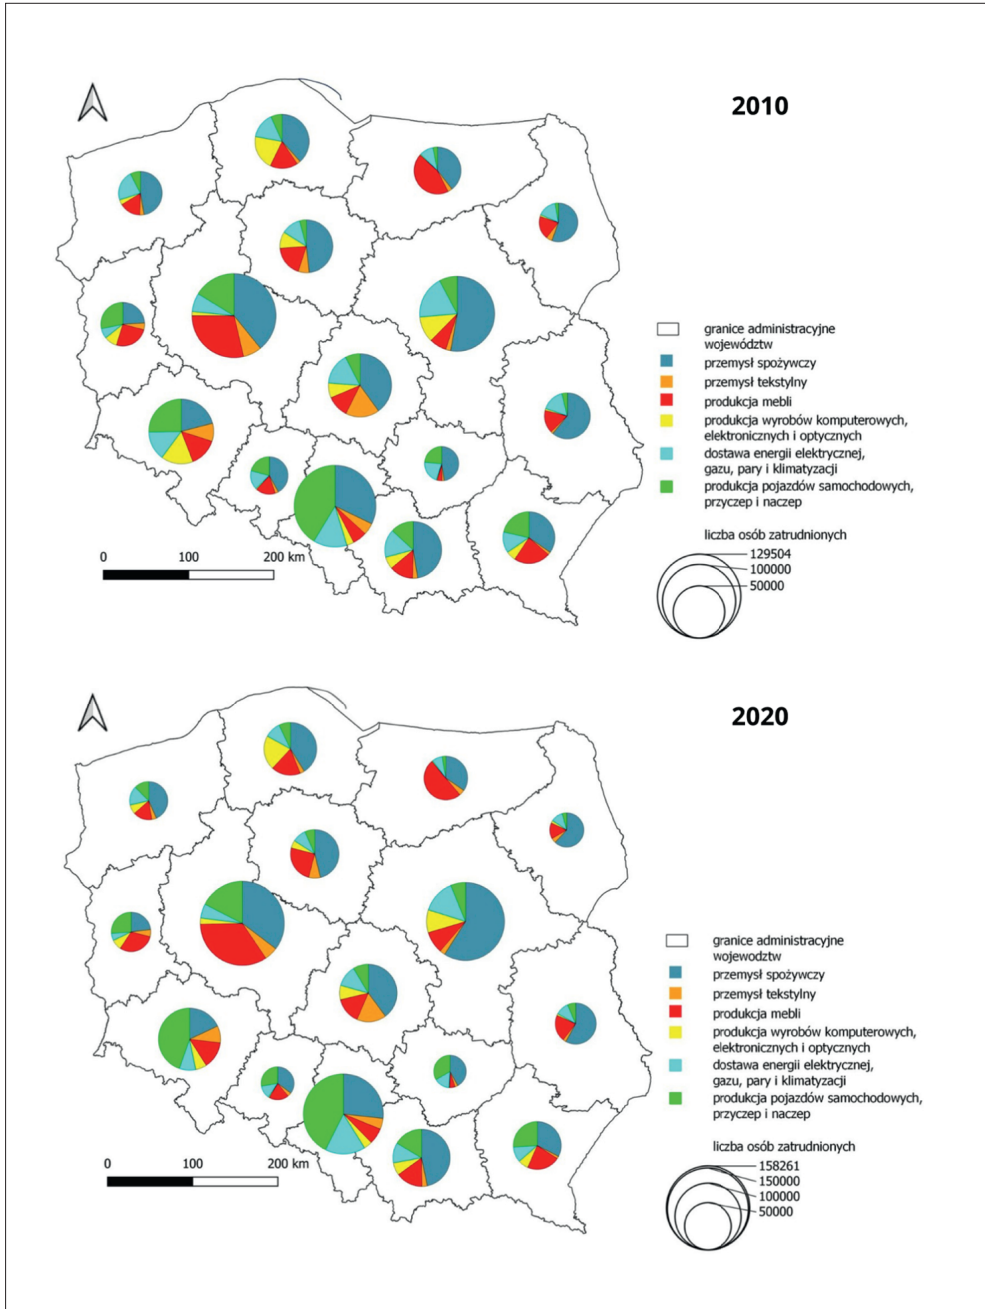 2010
granice administracyjne
województw
przemysł spożywczy
przemysł tekstylny
produkcja mebli
produkcja wyrobów komputerowych,
elektronicznych i optycznych
dostawa energii elektrycznej,
gazu, pary i klimatyzacji
produkcja pojazdów samochodowych,
przyczep i naczep
liczba osób zatrudnionych
129504
100000
50000
0 100 200 km
2020
granice administracyjne
wojewodztw
przemysł spożywczy
przemysł tekstylny
produkcja mebli
produkcja wyrobów komputerowych,
elektronicznych i optycznych
dostawa energii elektrycznej,
gazu, pary i klimatyzacji
produkcja pojazdów samochodowych,
przyczep i naczep
liczba osób zatrudnionych
158261
150000
100000
50000
0 100 200 km